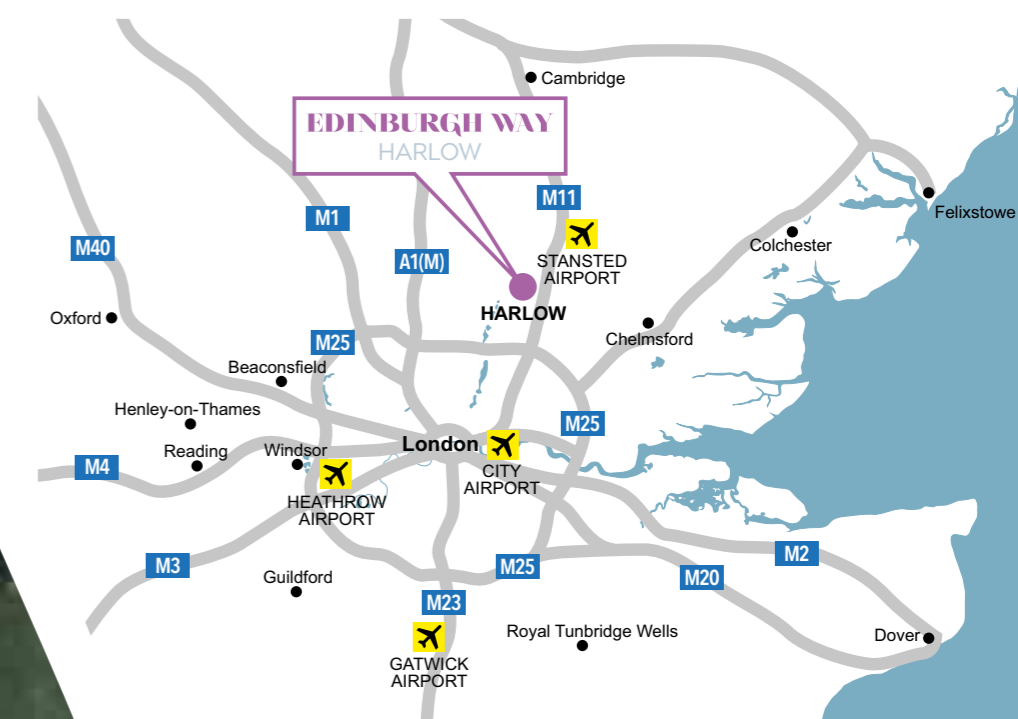 Cambridge
EDINBURGH WAY
HARLOW
M11
M1
Felixstowe
Colchester
M40
A1(M)
STANSTED
AIRPORT
HARLOW
Oxford
Chelmsford
M25
Beaconsfield
Henley-on-Thames
M25
London
Reading
Windsor
M4
CITY
AIRPORT
HEATHROW
AIRPORT
M2
M3
M25
M20
Guildford
M23
Royal Tunbridge Wells
Dover
GATWICK
AIRPORT